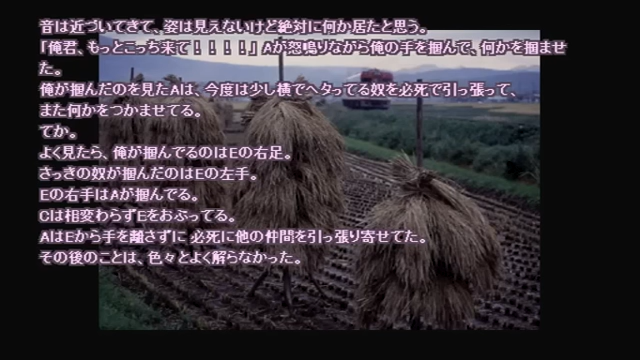 音は近づいてきて、姿は見えないけど絶対に何か居たと思う。
「俺君、もっとこっち来て！！！！」 Aが怒鳴りながら俺の手を掴んで、何かを掴ませ
た。
俺が掴んだのを見たAは、今度は少し横でヘタってる奴を必死で引っ張って、
また何かをつかませてる。
てか。
よく見たら、俺が掴んでるのはEの右足。
さっきの奴が掴んだのはEの左手。
Eの右手はAが掴んでる。
Cは相変わらずEをおぶってる。
AはEから手を離さずに 必死に他の仲間を引っ張り寄せてた。
その後のことは、色々とよく解らなかった。